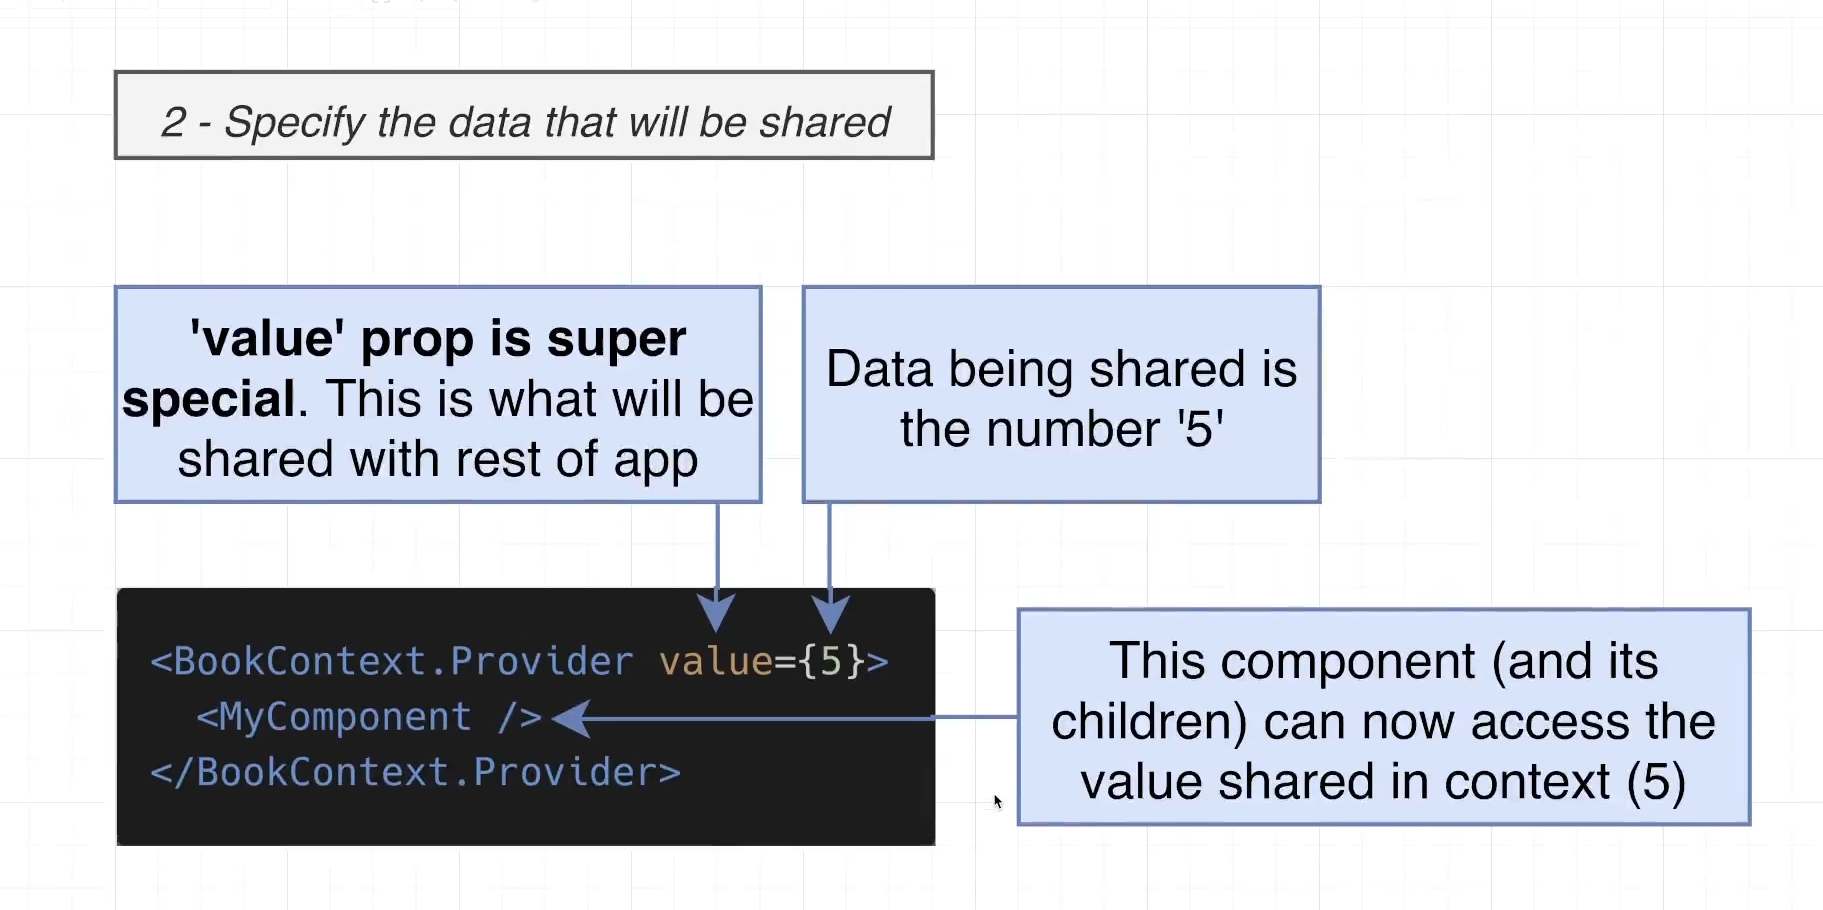 2 - Specify the data that will be shared
'value' prop is super
special. This is what will be
shared with rest of app
Data being shared is
the number '5'
<BookContext.Provider value={5}>
<MyComponent />
</BookContext.Provider>
This component (and its
children) can now access the
value shared in context (5)